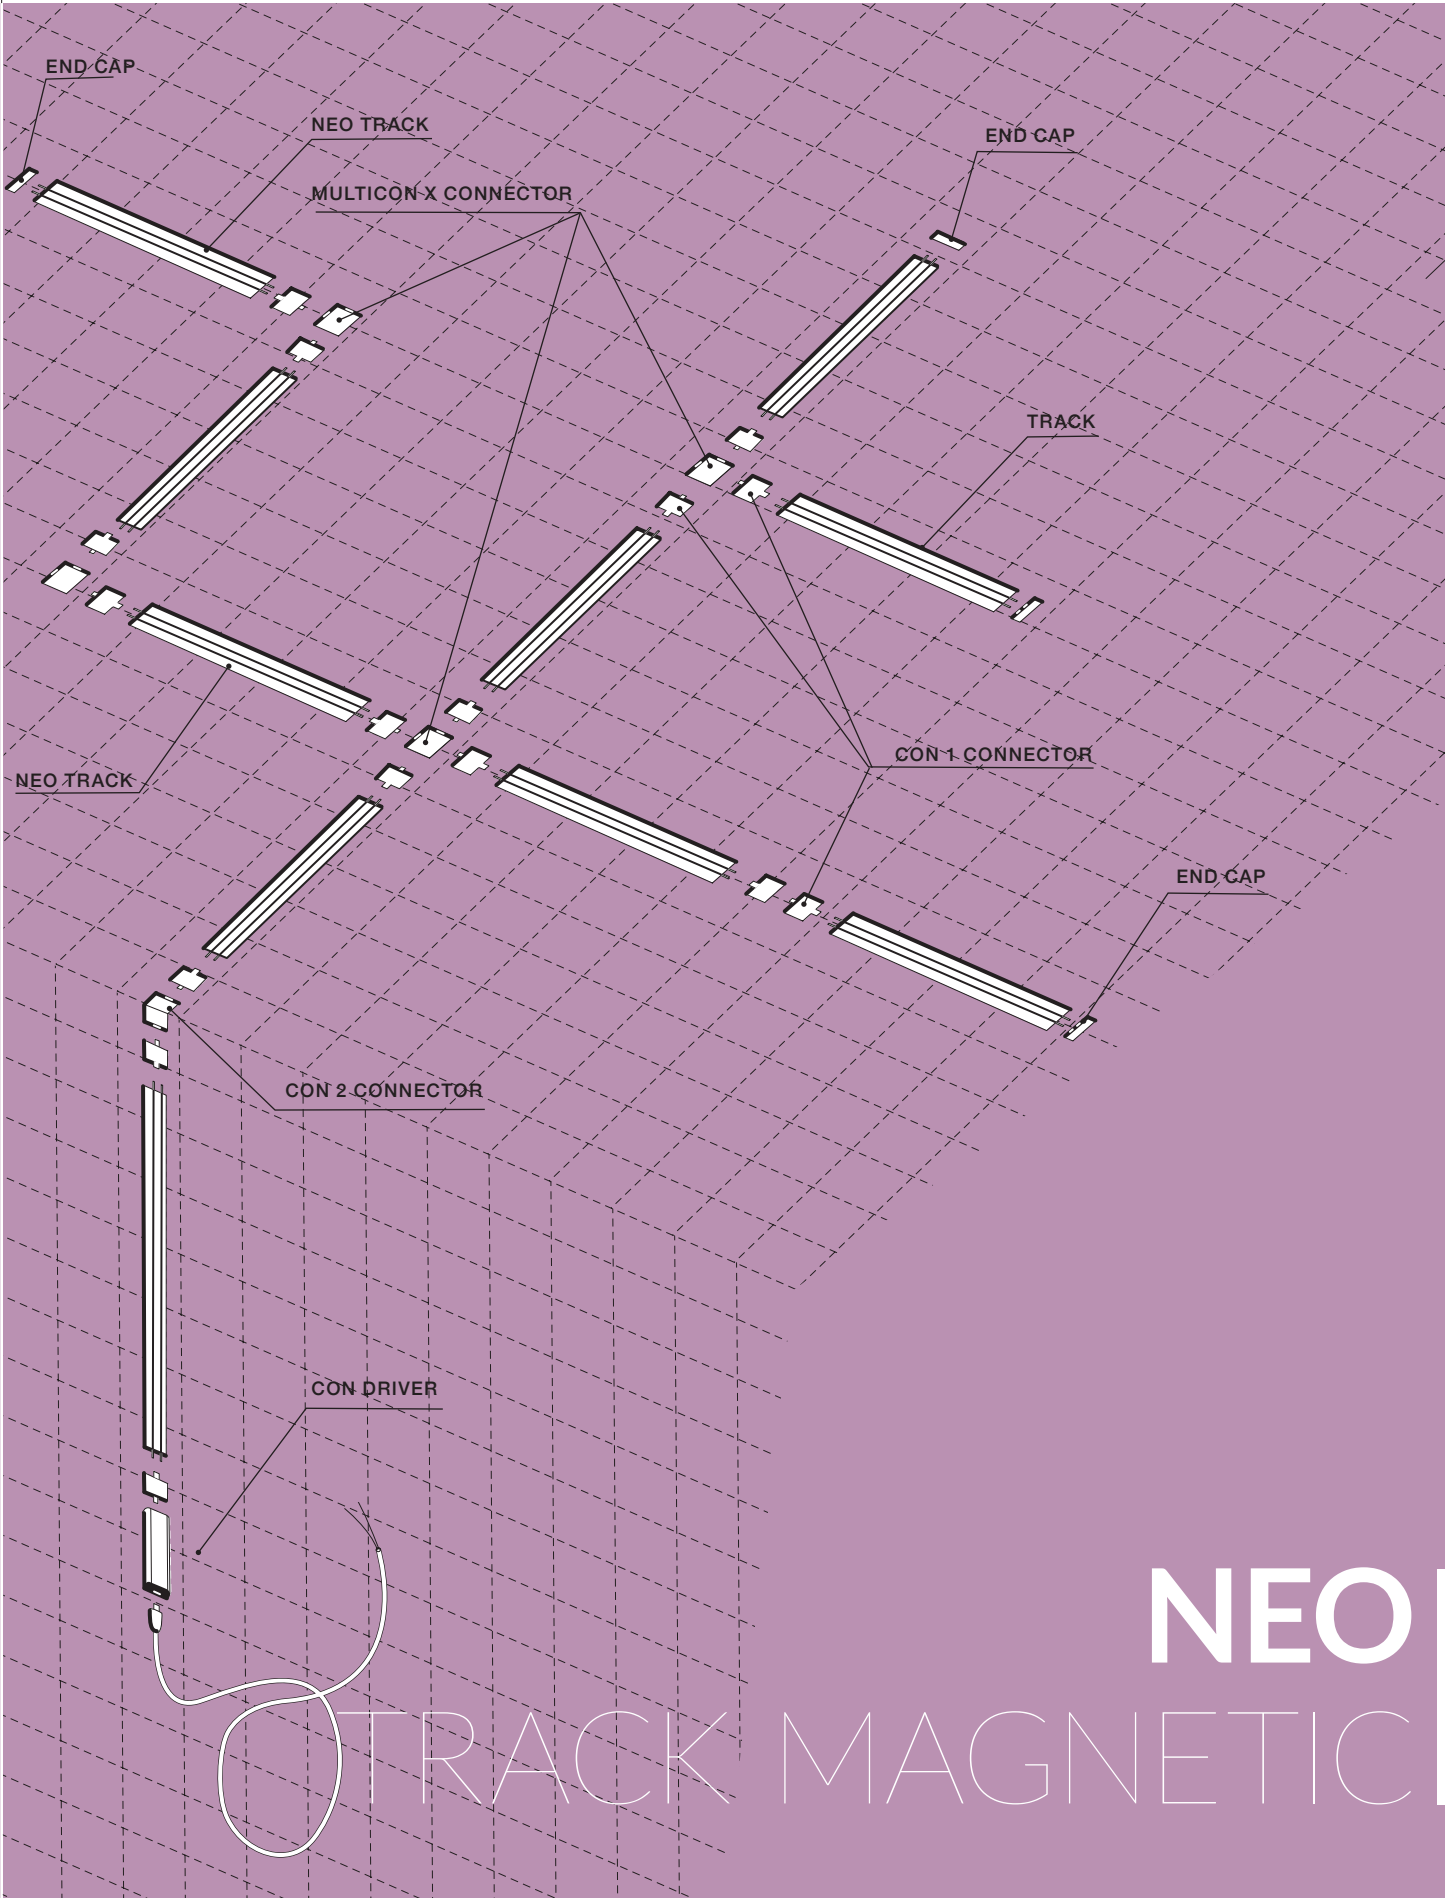 END CAP
NEO TRACK
END CAP
MULTICON X CONNECTOR
TRACK
CON 1 CONNECTOR
NEO TRACK
END CAP
CON 2 CONNECTOR
CON DRIVER
NEO
TRACK MAGNETIC